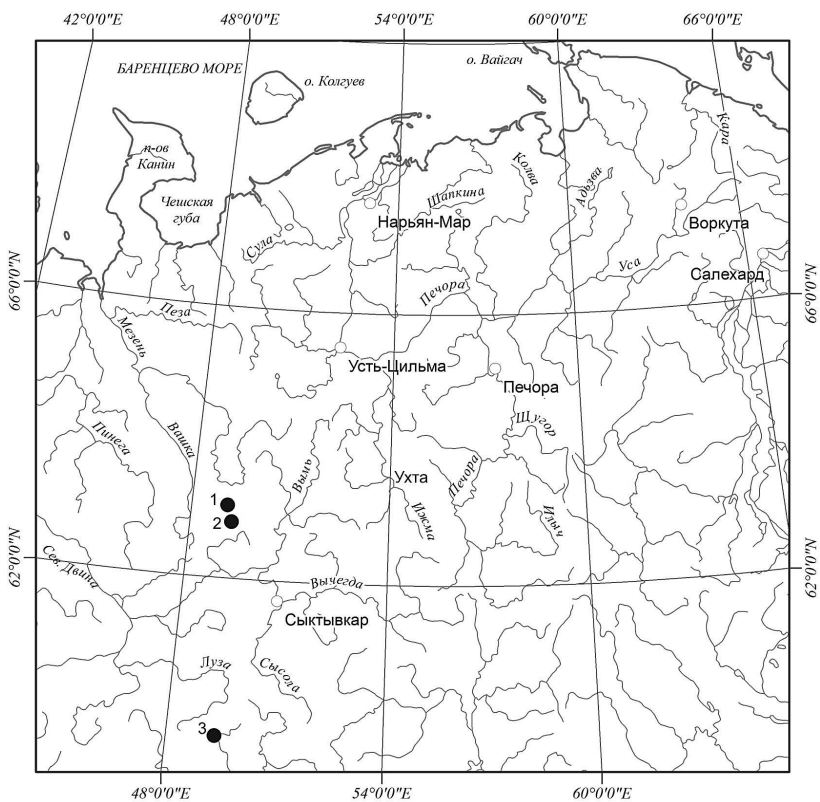 42°0'0"E
48°0'0"E
54°0'0"E
60°0'0"E
66°0'0"E
БАРЕНЦЕВО МОРЕ
о. Колгуев
о. Вайгач
п-ов
Канин
Чешская
губа
Кара
Колва
Адьзва
Шапкина
Нарьян-Мар
Воркута
Сула
Уса
Салехард
66°0'0"N
66°0'0"N
Печора
Пеза
Мезень
Усть-Цильма
Печора
Щугор
Пинега
Вашка
Вымь
Ухта
Печора
Ижма
Илыч
1
2
62°0'0"N
62°0'0"N
Сев. Двина
Вычегда
Сыктывкар
Луза
Сысола
3
48°0'0"E
54°0'0"E
60°0'0"E